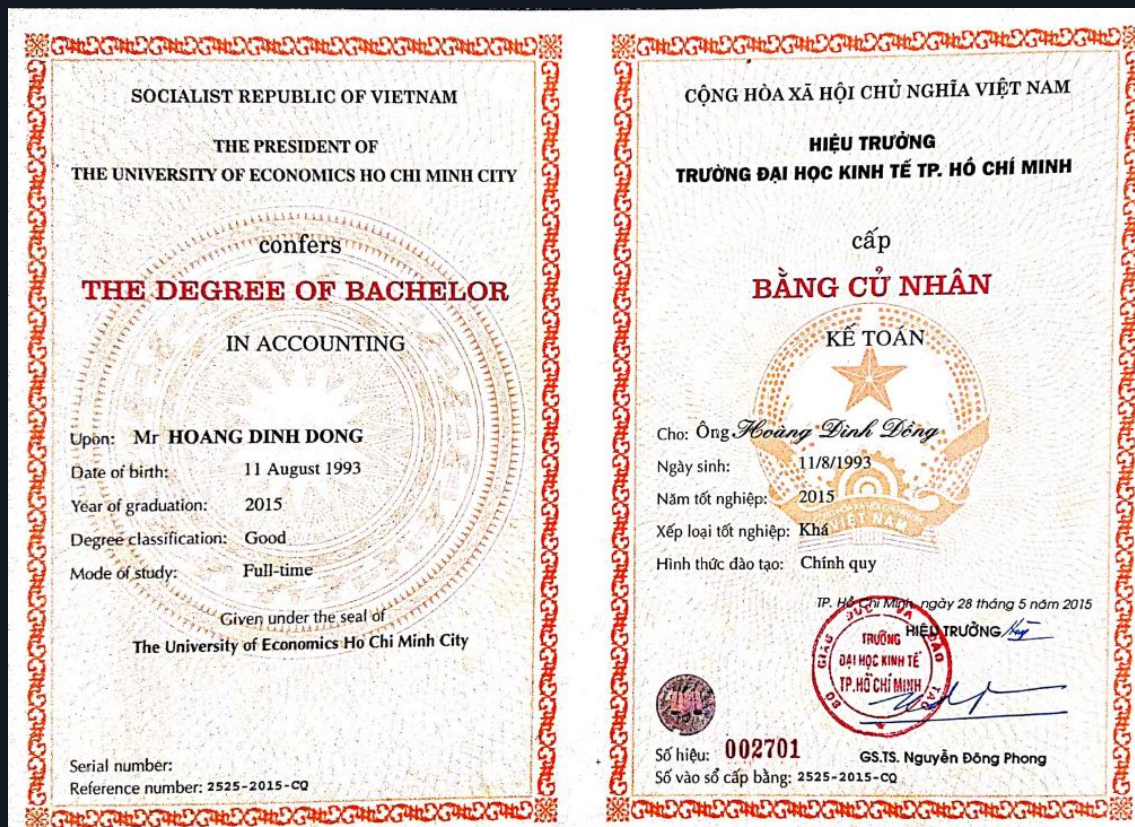 SOCIALIST REPUBLIC OF VIETNAM
THE PRESIDENT OF
THE UNIVERSITY OF ECONOMICS HO CHI MINH CITY
confers
THE DEGREE OF BACHELOR
IN ACCOUNTING
Upon: Mr HOANG DINH DONG
Date of birth: 11 August 1993
Year of graduation: 2015
Degree classification: Good
Mode of study: Full-time
Given under the seal of
The University of Economics Ho Chi Minh City
Serial number:
Reference number: 2525-2015-CQ
CỘNG HÒA XÃ HỘI CHỦ NGHĨA VIỆT NAM
HIỆU TRƯỞNG
TRƯỜNG ĐẠI HỌC KINH TẾ TP. HỒ CHÍ MINH
cấp
BẰNG CỬ NHÂN
KẾ TOÁN
Cho: Ông Hoàng Đình Đông
Ngày sinh: 11/8/1993
Năm tốt nghiệp: 2015
VIỆT NAM
Xếp loại tốt nghiệp: Khá
Hình thức đào tạo: Chính quy
TP. Hồ Chí Minh, ngày 28 tháng 5 năm 2015
HIỆU TRƯỞNG
BỘ GIÁO DỤC VÀ ĐÀO TẠO
TRƯỜNG
ĐẠI HỌC KINH TẾ
TP.HỒ CHÍ MINH
Số hiệu: 002701
GS.TS. Nguyễn Đông Phong
Số vào sổ cấp bằng: 2525-2015-CQ